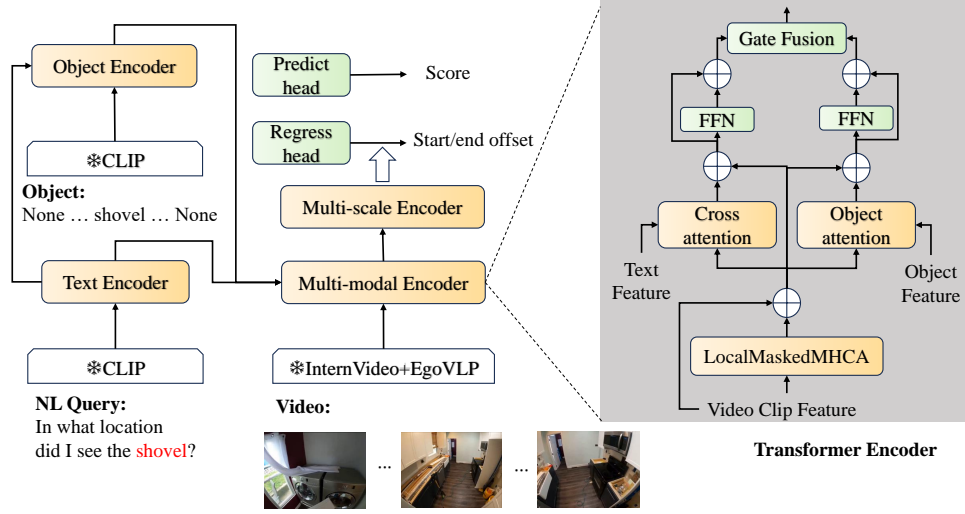 Object Encoder
❄CLIP
Object:
None … shovel … None
Text Encoder
❄CLIP
NL Query:
In what location
did I see the shovel?
Predict
head
Score
Regress
head
Start/end offset
Multi-scale Encoder
Multi-modal Encoder
❄InternVideo+EgoVLP
Video:
...
...
Gate Fusion
FFN
FFN
Cross
attention
Object
attention
Text
Feature
Object
Feature
LocalMaskedMHCA
Video Clip Feature
Transformer Encoder